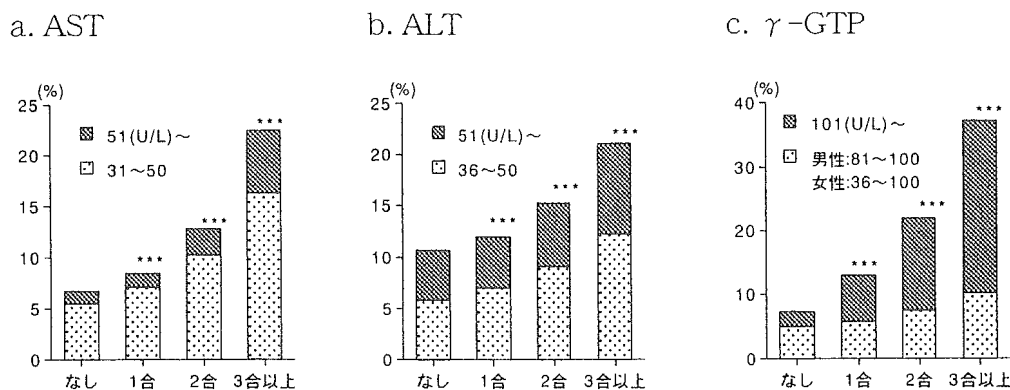 a. AST
(%)
25
20
15
10
5
0
51(U/L)～
31～50
***
***
***
なし
1合
2合
3合以上
b. ALT
(%)
25
20
15
10
5
0
51(U/L)～
36～50
***
***
***
なし
1合
2合
3合以上
c. γ-GTP
(%)
40
30
20
10
0
101(U/L)～
男性:81～100
女性:36～100
***
***
***
なし
1合
2合
3合以上